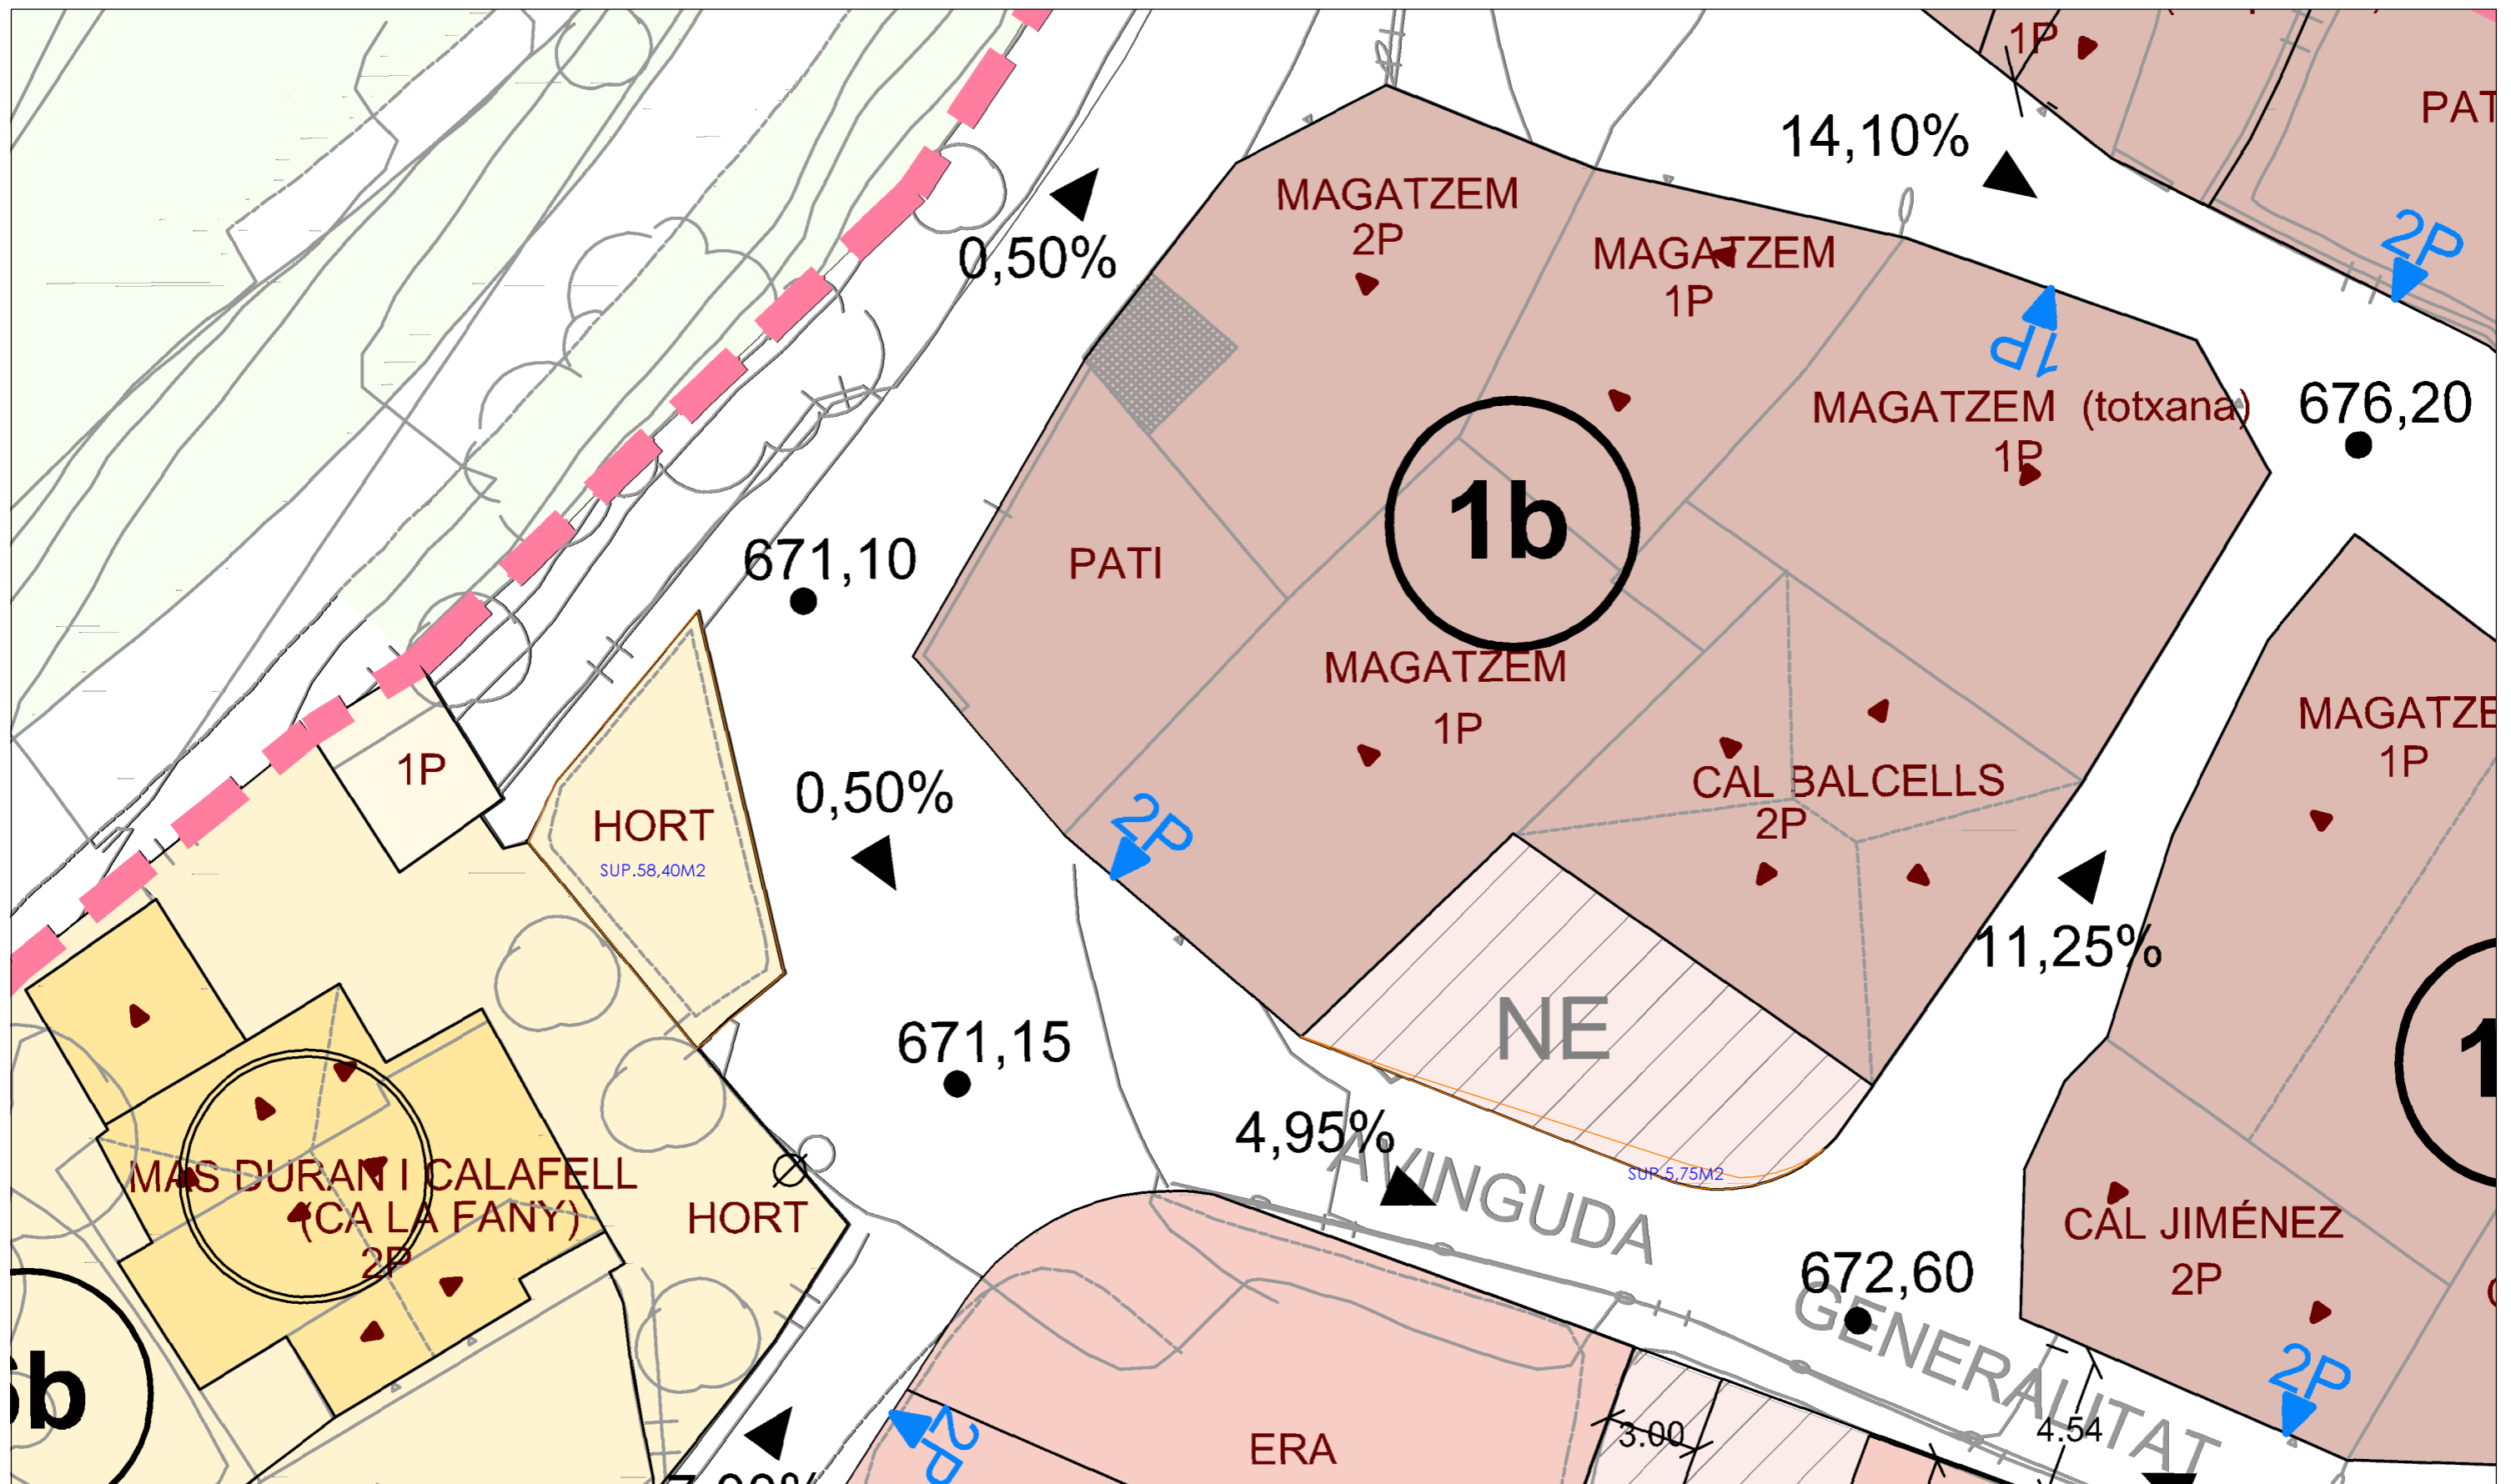 1P
PAT
14,10%
MAGATZEM
2P
2P
0,50%
MAGATZEM
1P
1P
MAGATZEM (totxana)
1P
676,20
1b
671,10
PATI
MAGATZEM
1P
MAGATZE
1P
1P
0,50%
CAL BALCELLS
2P
HORT
SUP.58,40M2
2P
11,25%
NE
671,15
4,95%
SUP.5,75M2
AVINGUDA
GENERALITAT
MAS DURAN I CALAFELL
(CA LA FANY)
2P
HORT
CAL JIMÉNEZ
2P
672,60
2P
1
b
2P
ERA
3.00
4.54